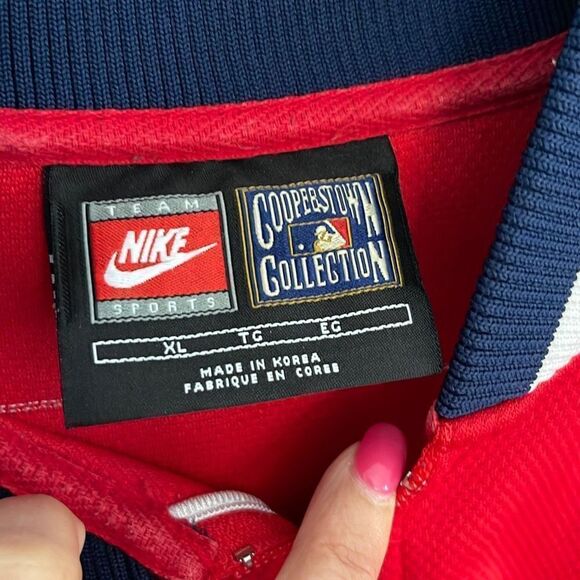 TEAM
NIKE
SPORTS
COOPERSTOWN
COLLECTION
XL TG EG
MADE IN KOREA
FABRIQUE EN COREE